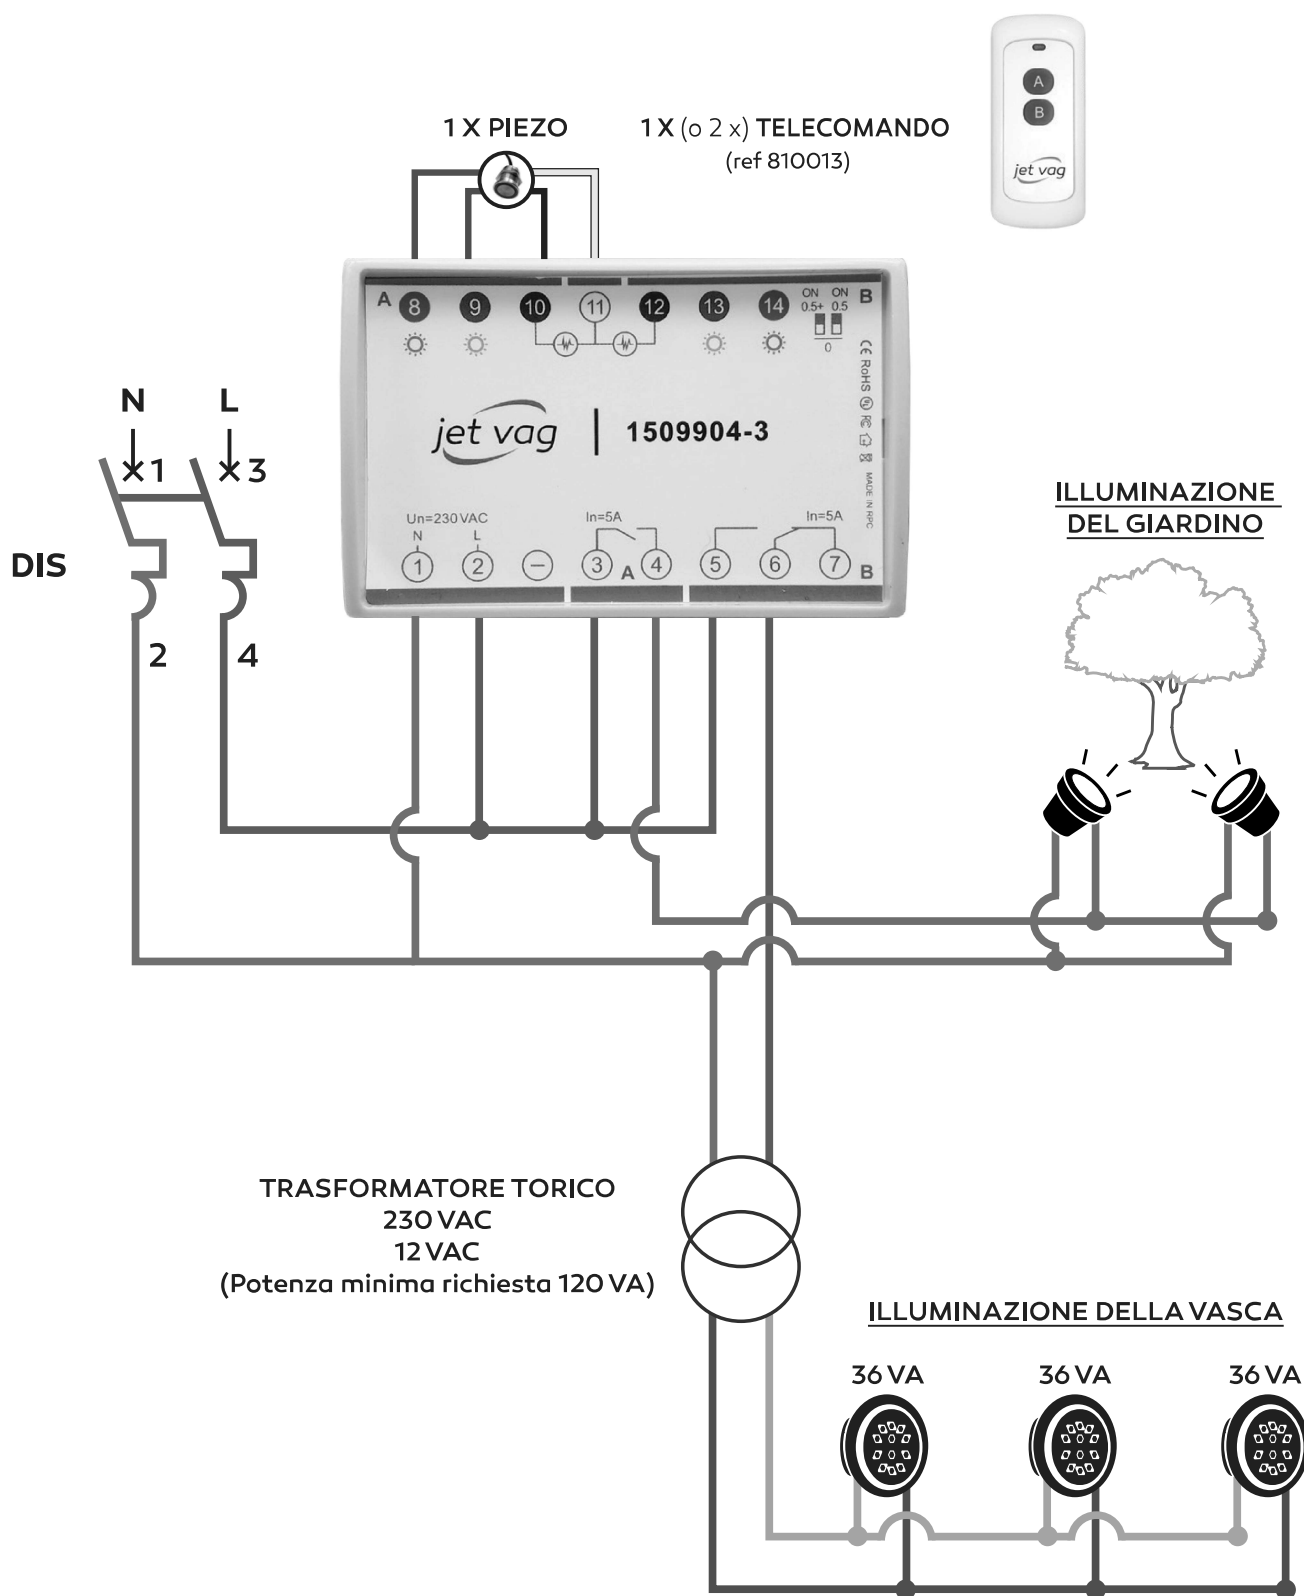 1 X PIEZO
1 X (o 2 x) TELECOMANDO
(ref 810013)
A
B
jet vag
A 8 9 10 11 12 13 14 ON ON B
0.5+ 0.5
0
CE RoHS
MADE IN RPC
jet vag | 1509904-3
Un=230 VAC
N L
In=5A
In=5A
1 2 3 A 4 5 6 7 B
N L
1 3
DIS
2 4
ILLUMINAZIONE
DEL GIARDINO
TRASFORMATORE TORICO
230 VAC
12 VAC
(Potenza minima richiesta 120 VA)
ILLUMINAZIONE DELLA VASCA
36 VA 36 VA 36 VA